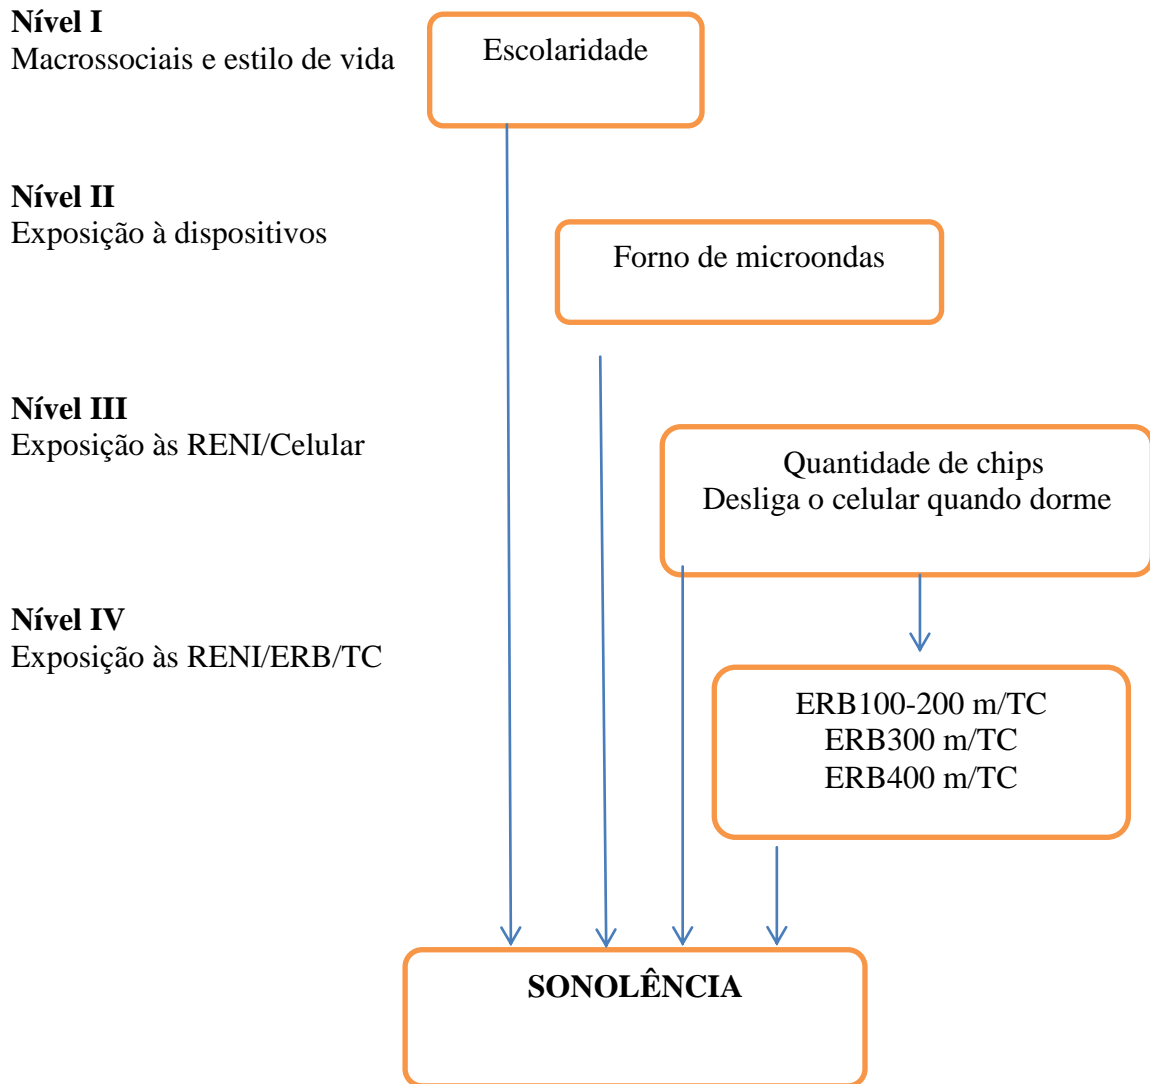 Nível I
Macrossociais e estilo de vida
Escolaridade
Nível II
Exposição à dispositivos
Forno de microondas
Nível III
Exposição às RENI/Celular
Quantidade de chips
Desliga o celular quando dorme
Nível IV
Exposição às RENI/ERB/TC
ERB100-200 m/TC
ERB300 m/TC
ERB400 m/TC
SONOLÊNCIA